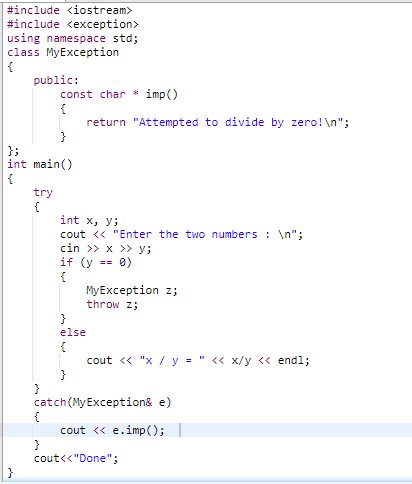 #include <iostream>
#include <exception>
using namespace std;
class MyException
{
    public:
        const char * imp()
        {
            return "Attempted to divide by zero!\n";
        }
};
int main()
{
    try
    {
        int x, y;
        cout << "Enter the two numbers : \n";
        cin >> x >> y;
        if (y == 0)
        {
            MyException z;
            throw z;
        }
        else
        {
            cout << "x / y = " << x/y << endl;
        }
    }
    catch(MyException& e)
    {
        cout << e.imp();
    }
    cout<<"Done";
}